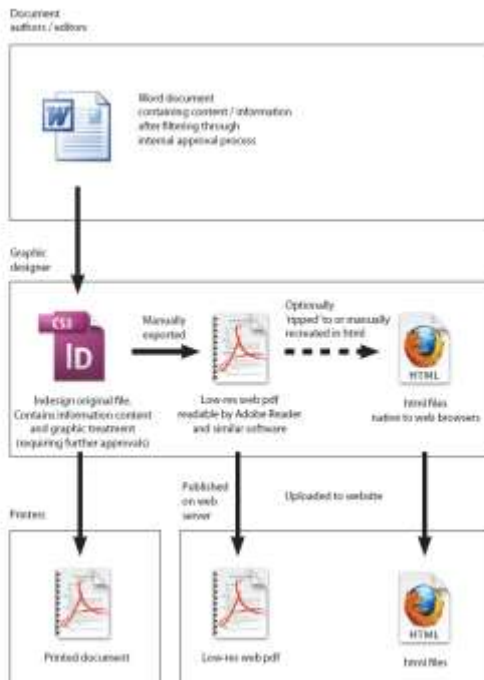 Document
authors / editors
W
Word document
containing content / information
after filtering through
internal approval process
Graphic
designer
CS3
ID
Manually
exported
Optionally
'ripped' to or manually
recreated in html
HTML
Indesign original file.
Contains information content
and graphic treatment
(requiring further approvals)
Low-res web pdf
readable by Adobe Reader
and similar software
html files
native to web browsers
Printers
Published
on web
server
Uploaded to website
HTML
Printed document
Low-res web pdf
html files